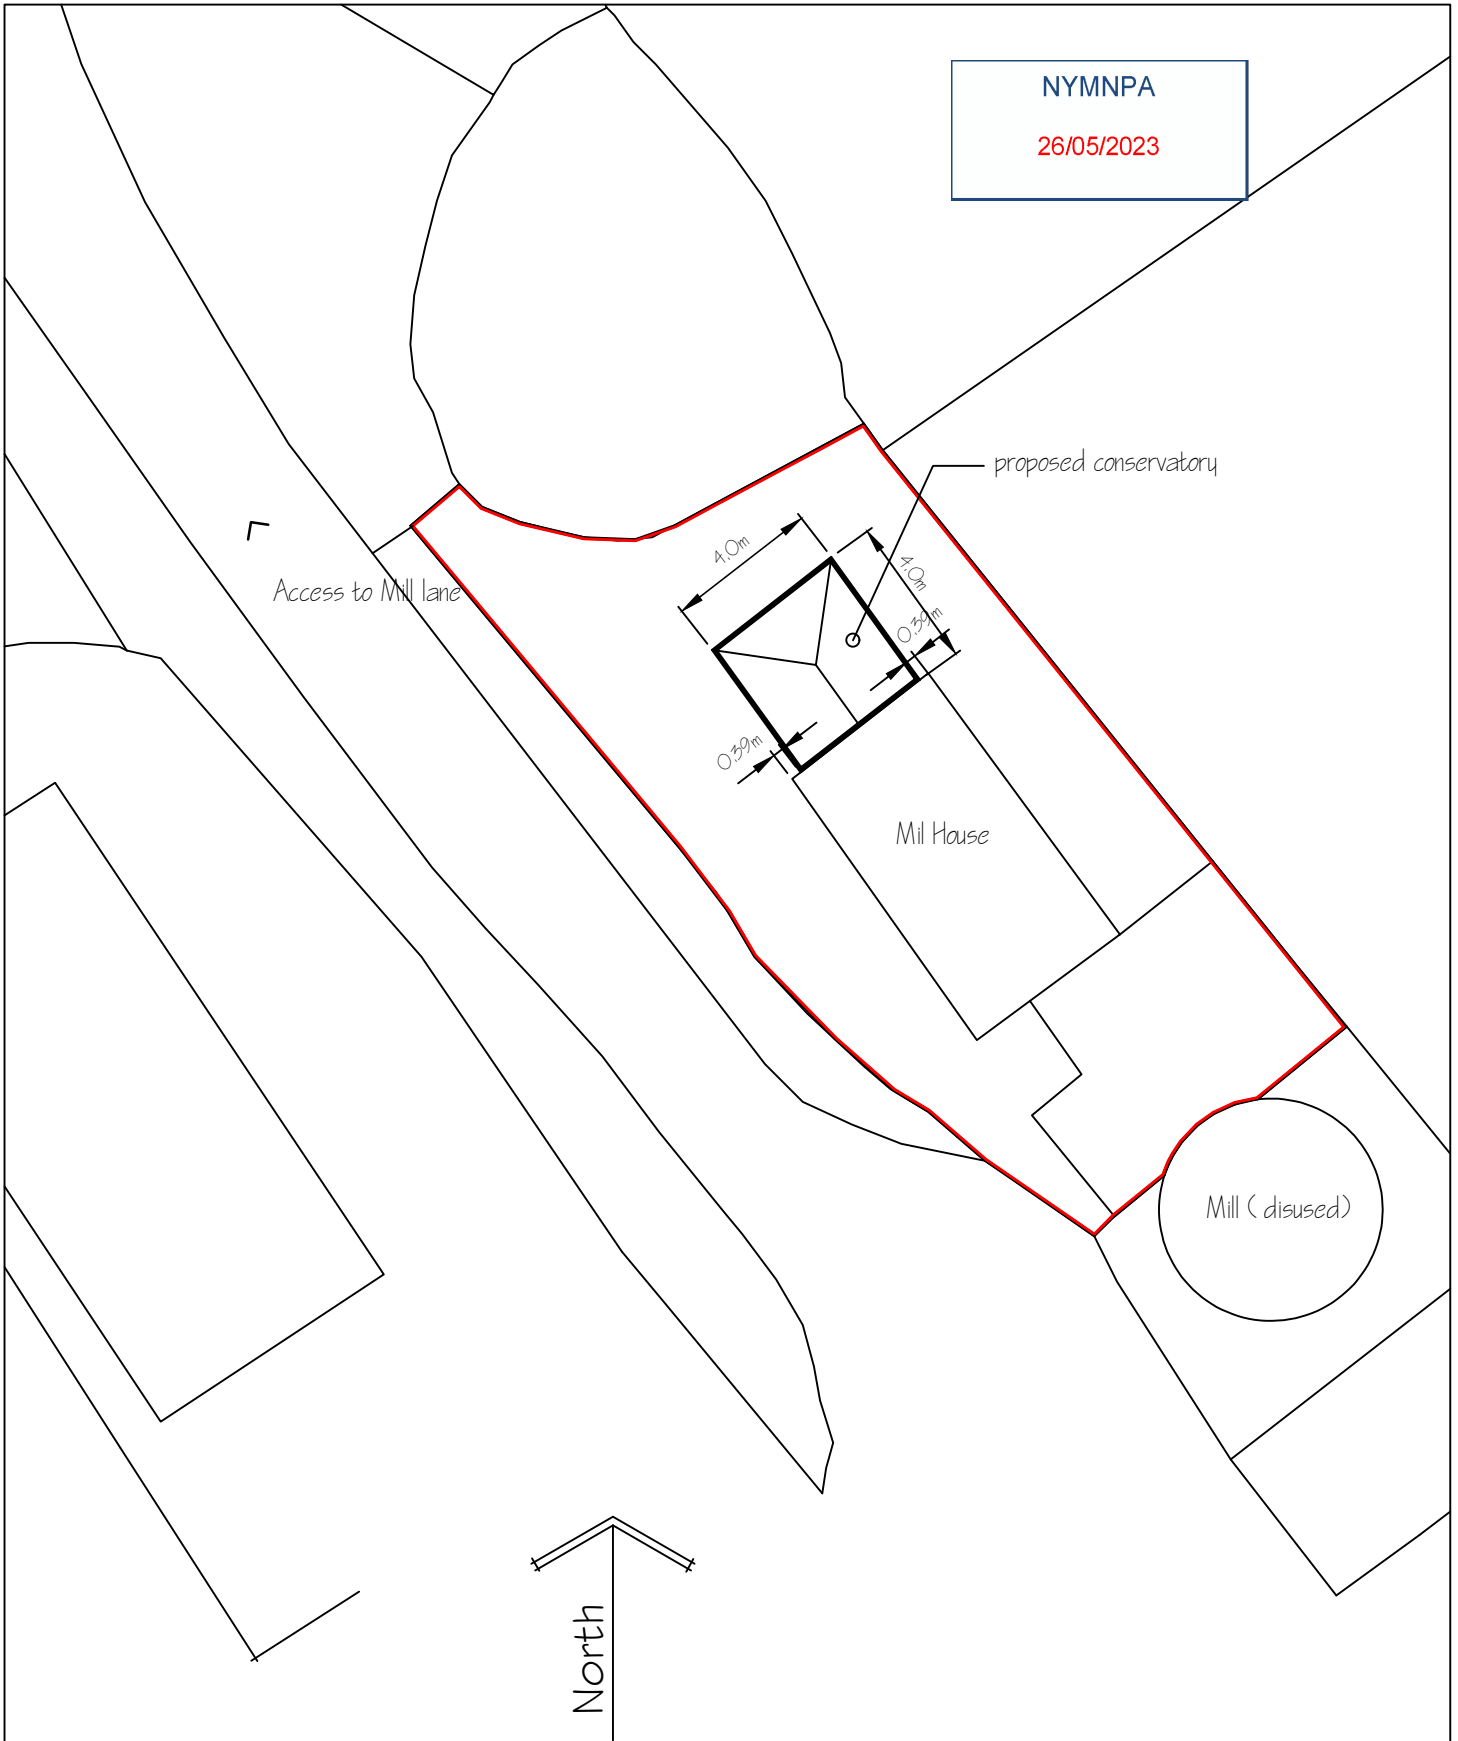 NYMNPA
26/05/2023
proposed conservatory
4.0m
4.0m
Access to Mill lane
0.39m
0.39m
Mil House
Mill ( disused)
North